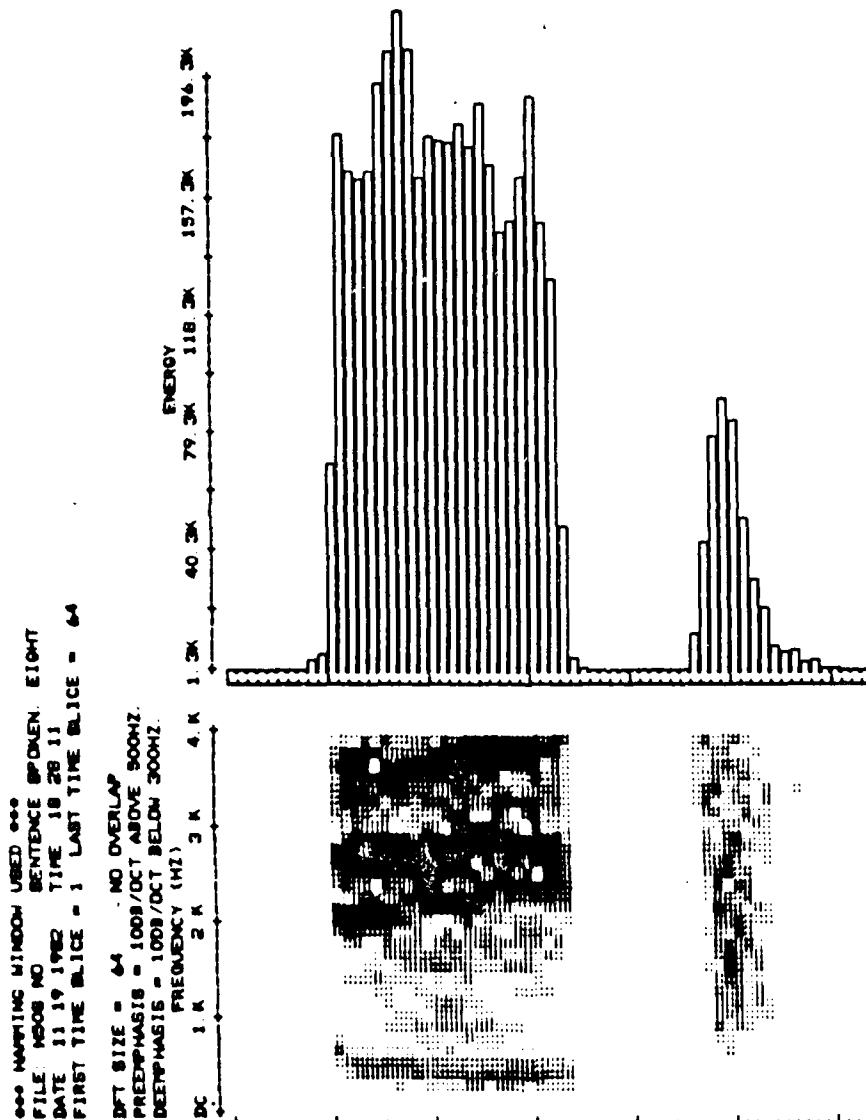 *** HAMMING WINDOW USED ***
FILE: SENTENCE SPOKEN: EIGHT
DATE 11 19 1982 TIME 18 28 11
FIRST TIME SLICE = 1 LAST TIME SLICE = 64
DFT SIZE = 64 . NO OVERLAP
PREEMPHASIS = 10DB/OCT ABOVE 500HZ.
DEEMPHASIS = 10DB/OCT BELOW 300HZ.
FREQUENCY (HZ)
DC 1. K 2. K 3. K 4. K
ENERGY
1.3K 40.3K 79.3K 118.3K 157.3K 196.3K